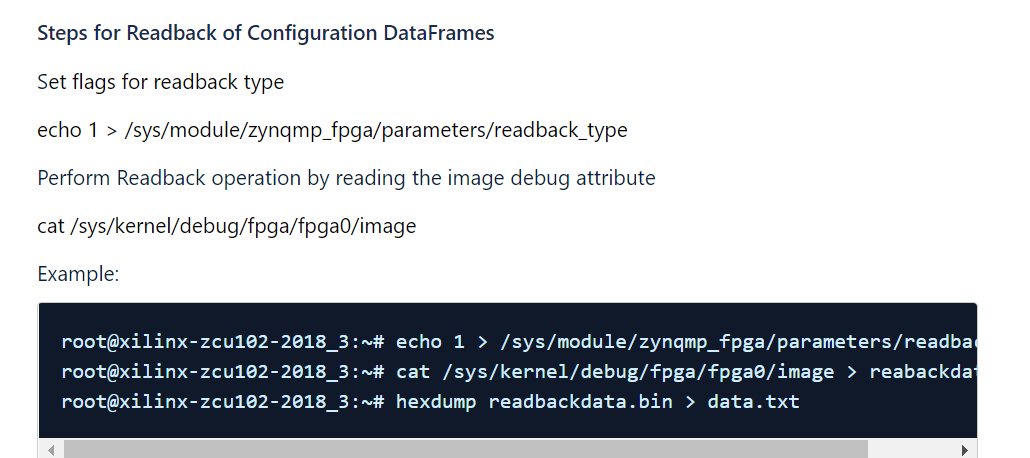 Steps for Readback of Configuration DataFrames
Set flags for readback type
echo 1 > /sys/module/zynqmp_fpga/parameters/readback_type
Perform Readback operation by reading the image debug attribute
cat /sys/kernel/debug/fpga/fpga0/image
Example:
root@xilinx-zcu102-2018_3:~# echo 1 > /sys/module/zynqmp_fpga/parameters/readba
root@xilinx-zcu102-2018_3:~# cat /sys/kernel/debug/fpga/fpga0/image > reabackda
root@xilinx-zcu102-2018_3:~# hexdump readbackdata.bin > data.txt